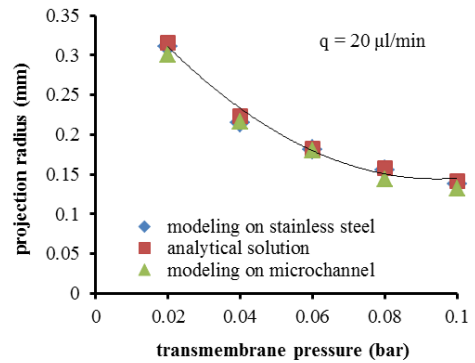 0.35
q = 20 µl/min
0.3
0.25
0.2
0.15
0.1
0.05
0
projection radius (mm)
modeling on stainless steel
analytical solution
modeling on microchannel
0 0.02 0.04 0.06 0.08 0.1
transmembrane pressure (bar)